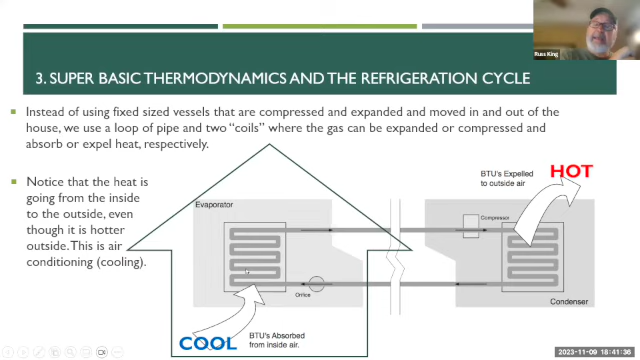 Russ King
3. SUPER BASIC THERMODYNAMICS AND THE REFRIGERATION CYCLE
Instead of using fixed sized vessels that are compressed and expanded and moved in and out of the
house, we use a loop of pipe and two “coils” where the gas can be expanded or compressed and
absorb or expel heat, respectively.
Notice that the heat is
going from the inside
to the outside, even
though it is hotter
outside. This is air
conditioning (cooling).
BTU's Expelled
to outside air
HOT
Evaporator
Compressor
Orifice
Condenser
COOL
BTU's Absorbed
from inside air.
2023-11-09 18:41:36